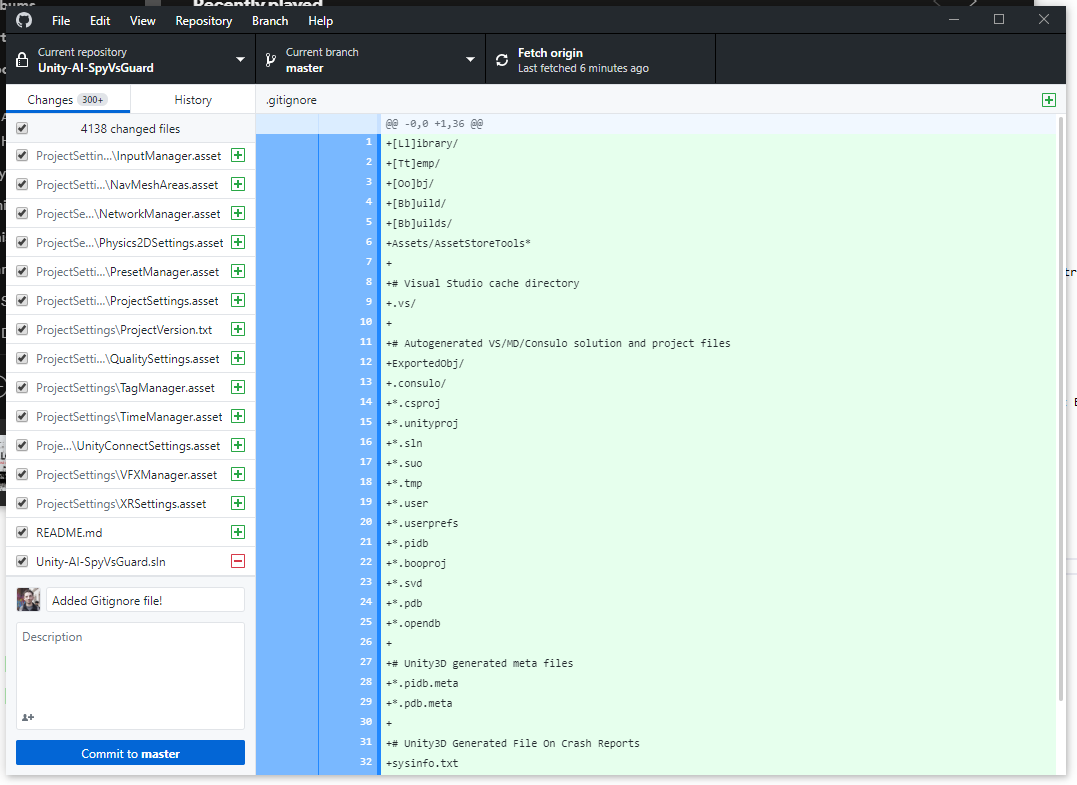 Recently played
File Edit View Repository Branch Help
Current repository
Unity-AI-SpyVsGuard
Current branch
master
Fetch origin
Last fetched 6 minutes ago
Changes 300+
History
.gitignore
4138 changed files
ProjectSettin...\InputManager.asset
ProjectSetti...\NavMeshAreas.asset
ProjectSe...\NetworkManager.asset
ProjectSe...\Physics2DSettings.asset
ProjectSetti...\PresetManager.asset
ProjectSetti...\ProjectSettings.asset
ProjectSettings\ProjectVersion.txt
ProjectSetti...\QualitySettings.asset
ProjectSettings\TagManager.asset
ProjectSettings\TimeManager.asset
Proje...\UnityConnectSettings.asset
ProjectSettings\VFXManager.asset
ProjectSettings\XRSettings.asset
README.md
Unity-AI-SpyVsGuard.sln
Added Gitignore file!
Description
Commit to master
@@ -0,0 +1,36 @@
1 +[Ll]ibrary/
2 +[Tt]emp/
3 +[Oo]bj/
4 +[Bb]uild/
5 +[Bb]uilds/
6 +Assets/AssetStoreTools*
7 +
8 +# Visual Studio cache directory
9 +.vs/
10 +
11 +# Autogenerated VS/MD/Consulo solution and project files
12 +ExportedObj/
13 +.consulo/
14 +*.csproj
15 +*.unityproj
16 +*.sln
17 +*.suo
18 +*.tmp
19 +*.user
20 +*.userprefs
21 +*.pidb
22 +*.booproj
23 +*.svd
24 +*.pdb
25 +*.opendb
26 +
27 +# Unity3D generated meta files
28 +*.pidb.meta
29 +*.pdb.meta
30 +
31 +# Unity3D Generated File On Crash Reports
32 +sysinfo.txt